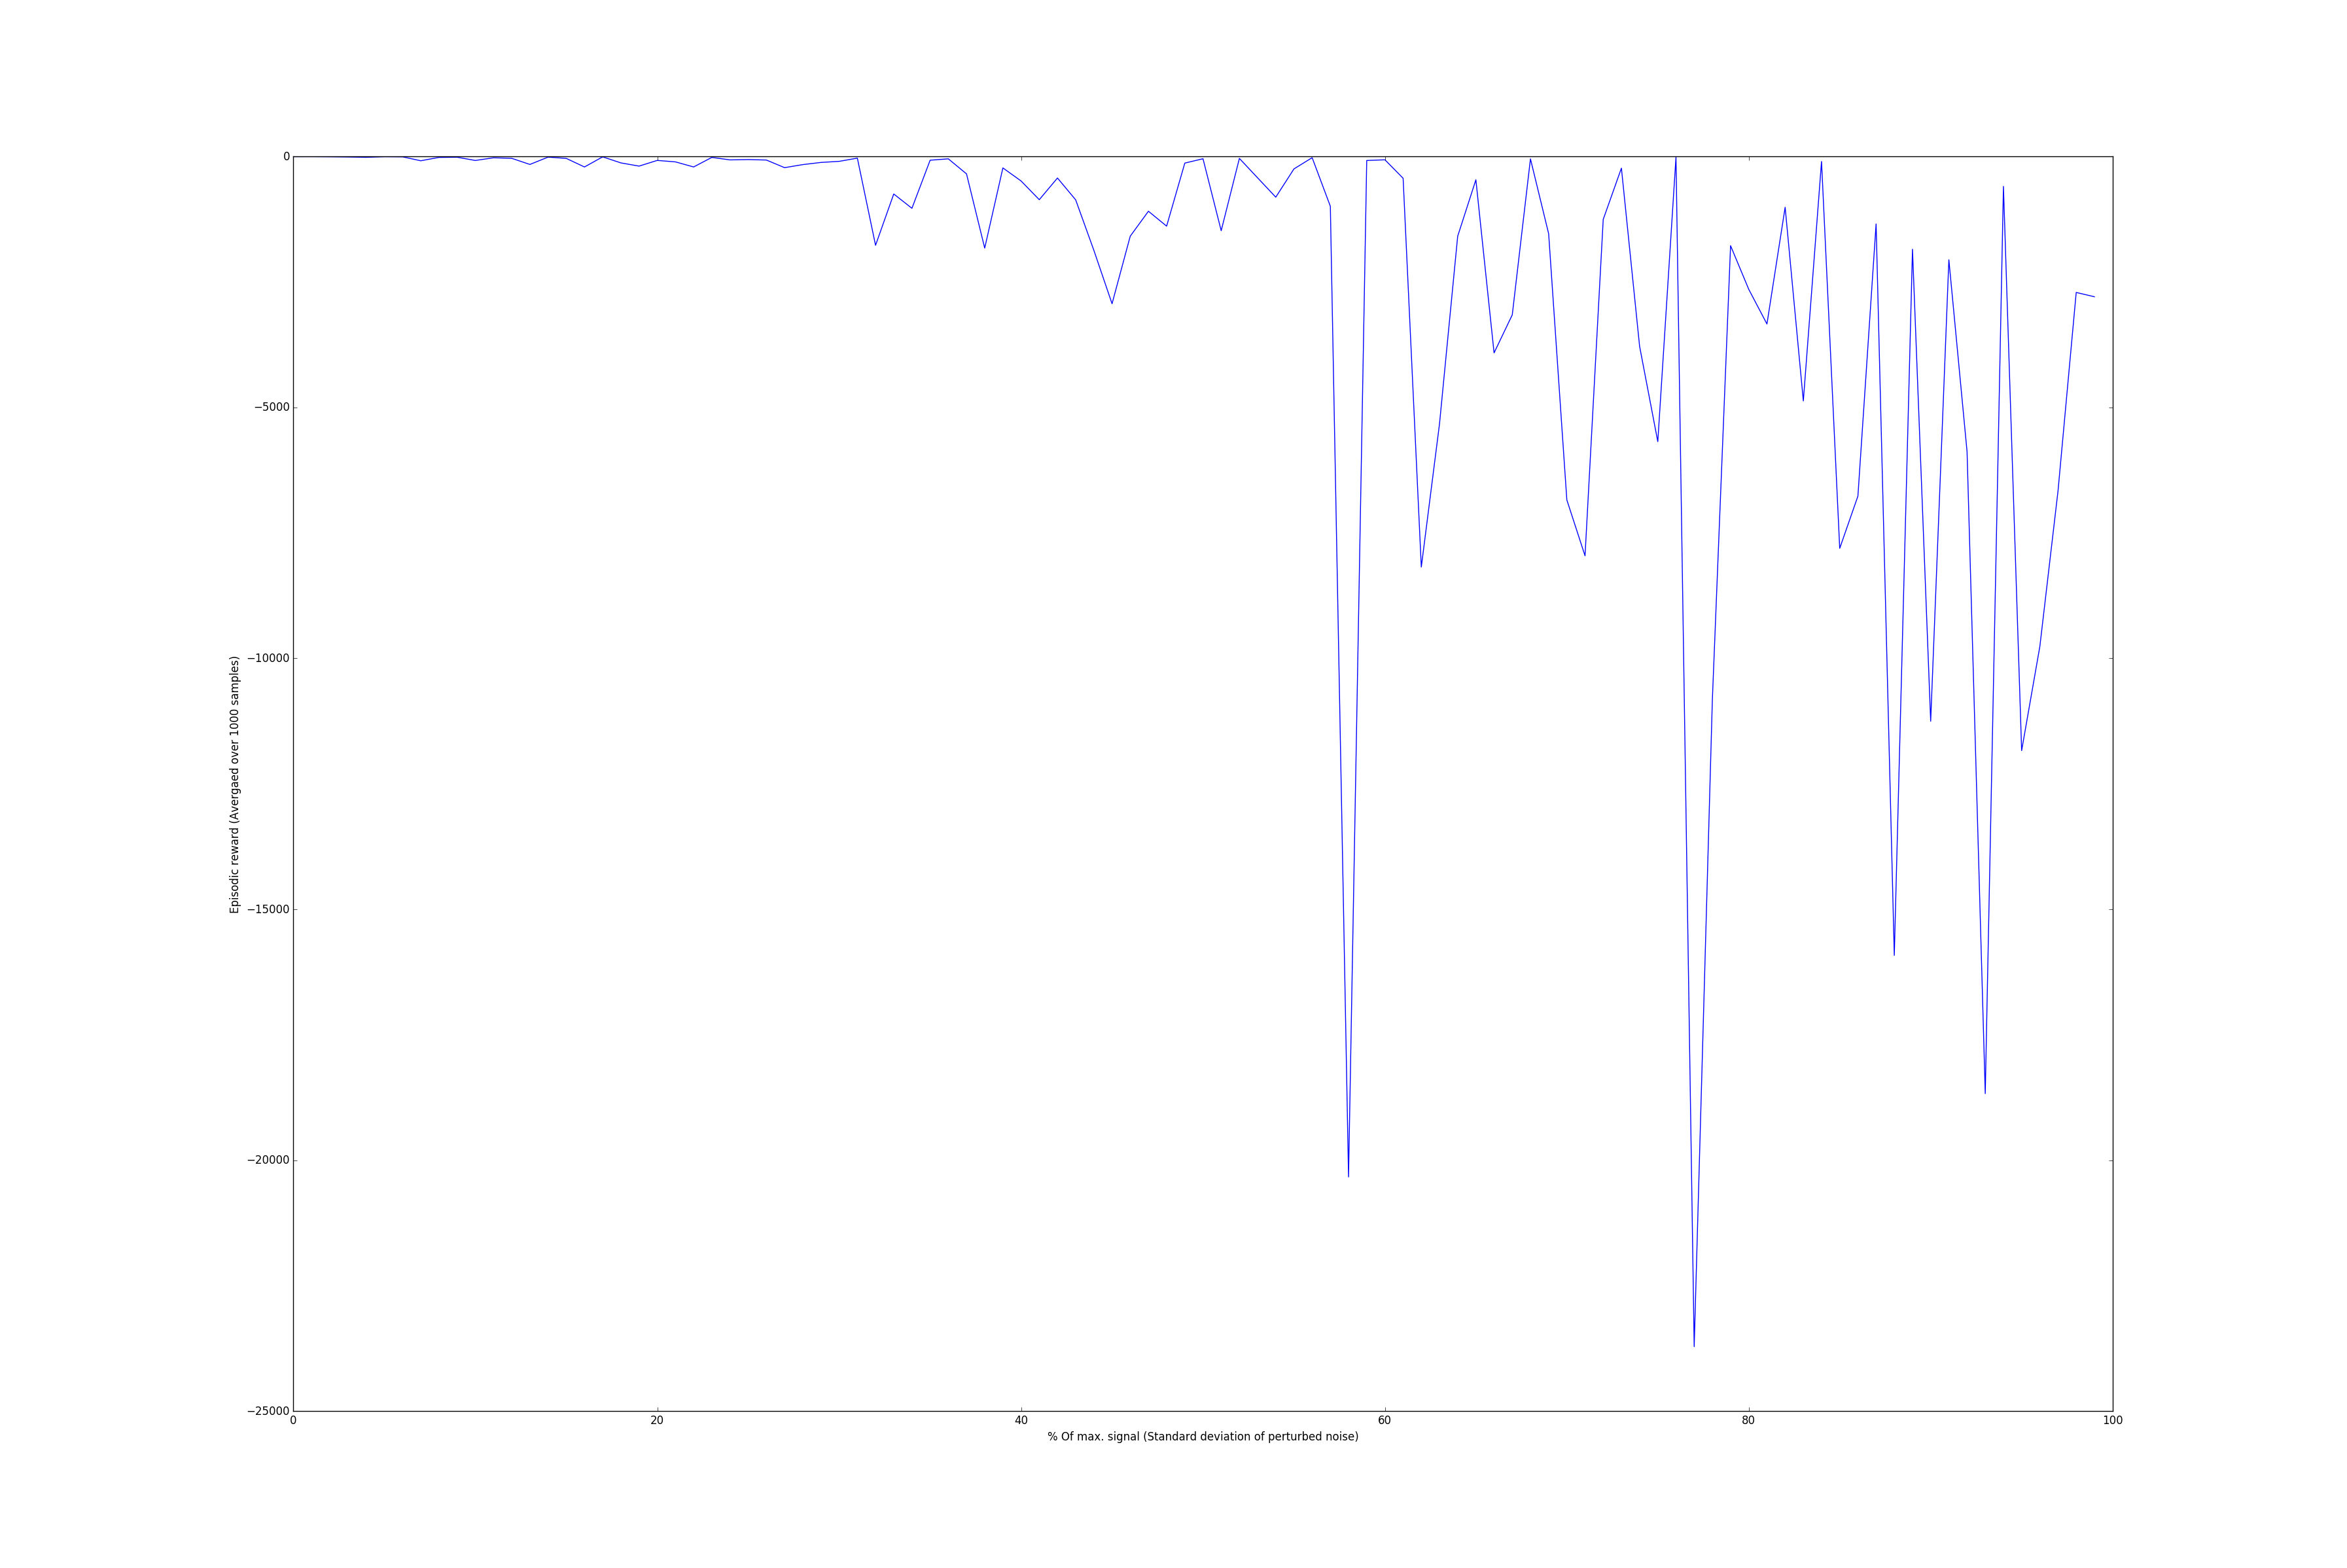 0
−5000
−10000
−15000
−20000
−25000
Episodic reward (Avergaed over 1000 samples)
0 20 40 60 80 100
% Of max. signal (Standard deviation of perturbed noise)